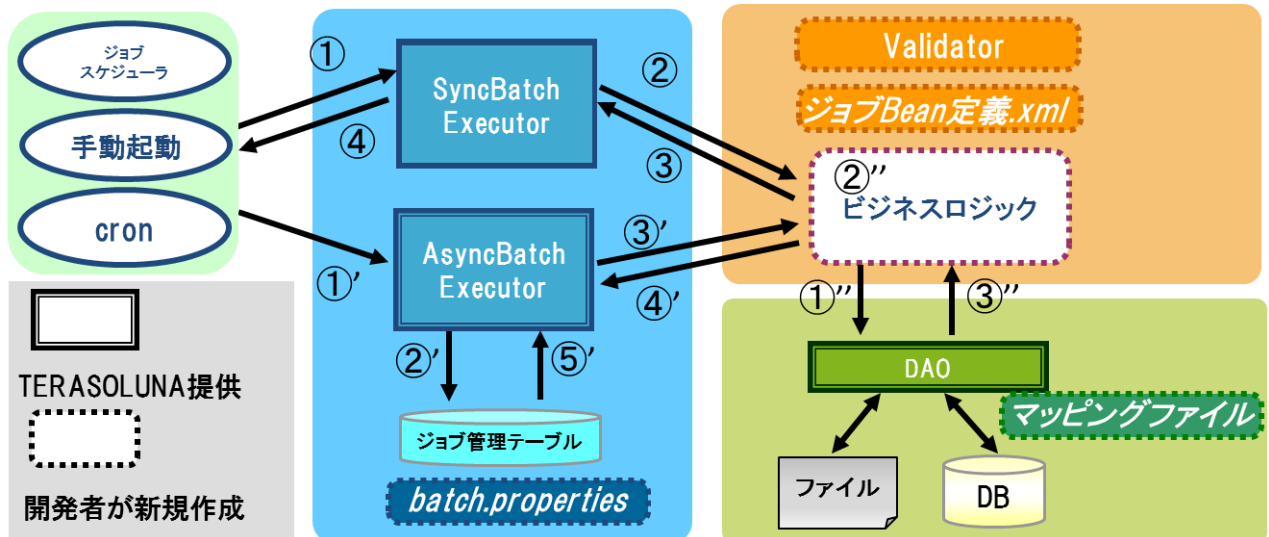 ジョブ
スケジューラ
手動起動
cron
①
④
①’
SyncBatch
Executor
②
③
AsyncBatch
Executor
③’
④’
②’
⑤’
ジョブ管理テーブル
batch.properties
Validator
ジョブBean定義.xml
②’’
ビジネスロジック
①’’
③’’
DAO
マッピングファイル
ファイル
DB
TERASOLUNA提供
開発者が新規作成